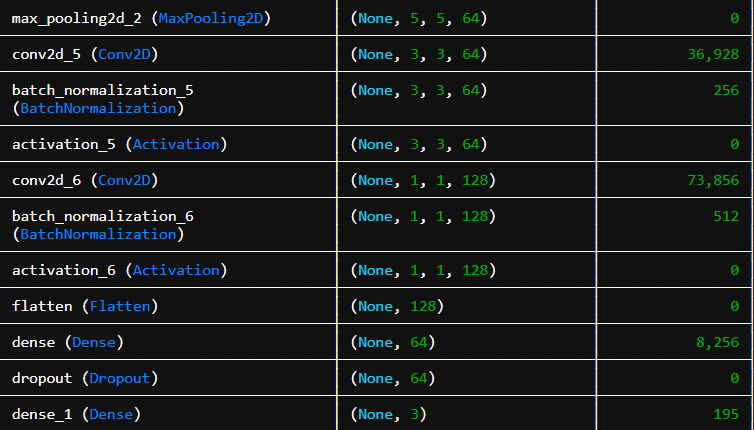 max_pooling2d_2 (MaxPooling2D) (None, 5, 5, 64) 0
conv2d_5 (Conv2D) (None, 3, 3, 64) 36,928
batch_normalization_5 (None, 3, 3, 64) 256
(BatchNormalization)
activation_5 (Activation) (None, 3, 3, 64) 0
conv2d_6 (Conv2D) (None, 1, 1, 128) 73,856
batch_normalization_6 (None, 1, 1, 128) 512
(BatchNormalization)
activation_6 (Activation) (None, 1, 1, 128) 0
flatten (Flatten) (None, 128) 0
dense (Dense) (None, 64) 8,256
dropout (Dropout) (None, 64) 0
dense_1 (Dense) (None, 3) 195